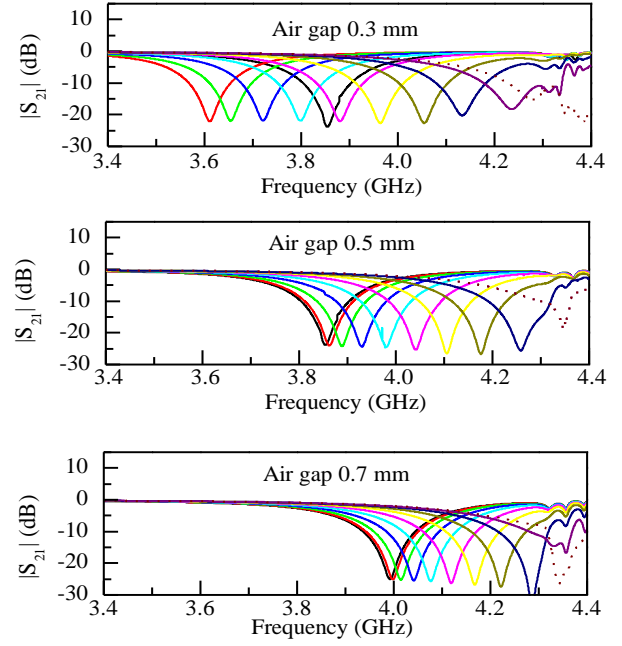 Air gap 0.3 mm
|S21| (dB)
10
0
-10
-20
-30
3.4 3.6 3.8 4.0 4.2 4.4
Frequency (GHz)
Air gap 0.5 mm
|S21| (dB)
10
0
-10
-20
-30
3.4 3.6 3.8 4.0 4.2 4.4
Frequency (GHz)
Air gap 0.7 mm
|S21| (dB)
10
0
-10
-20
-30
3.4 3.6 3.8 4.0 4.2 4.4
Frequency (GHz)